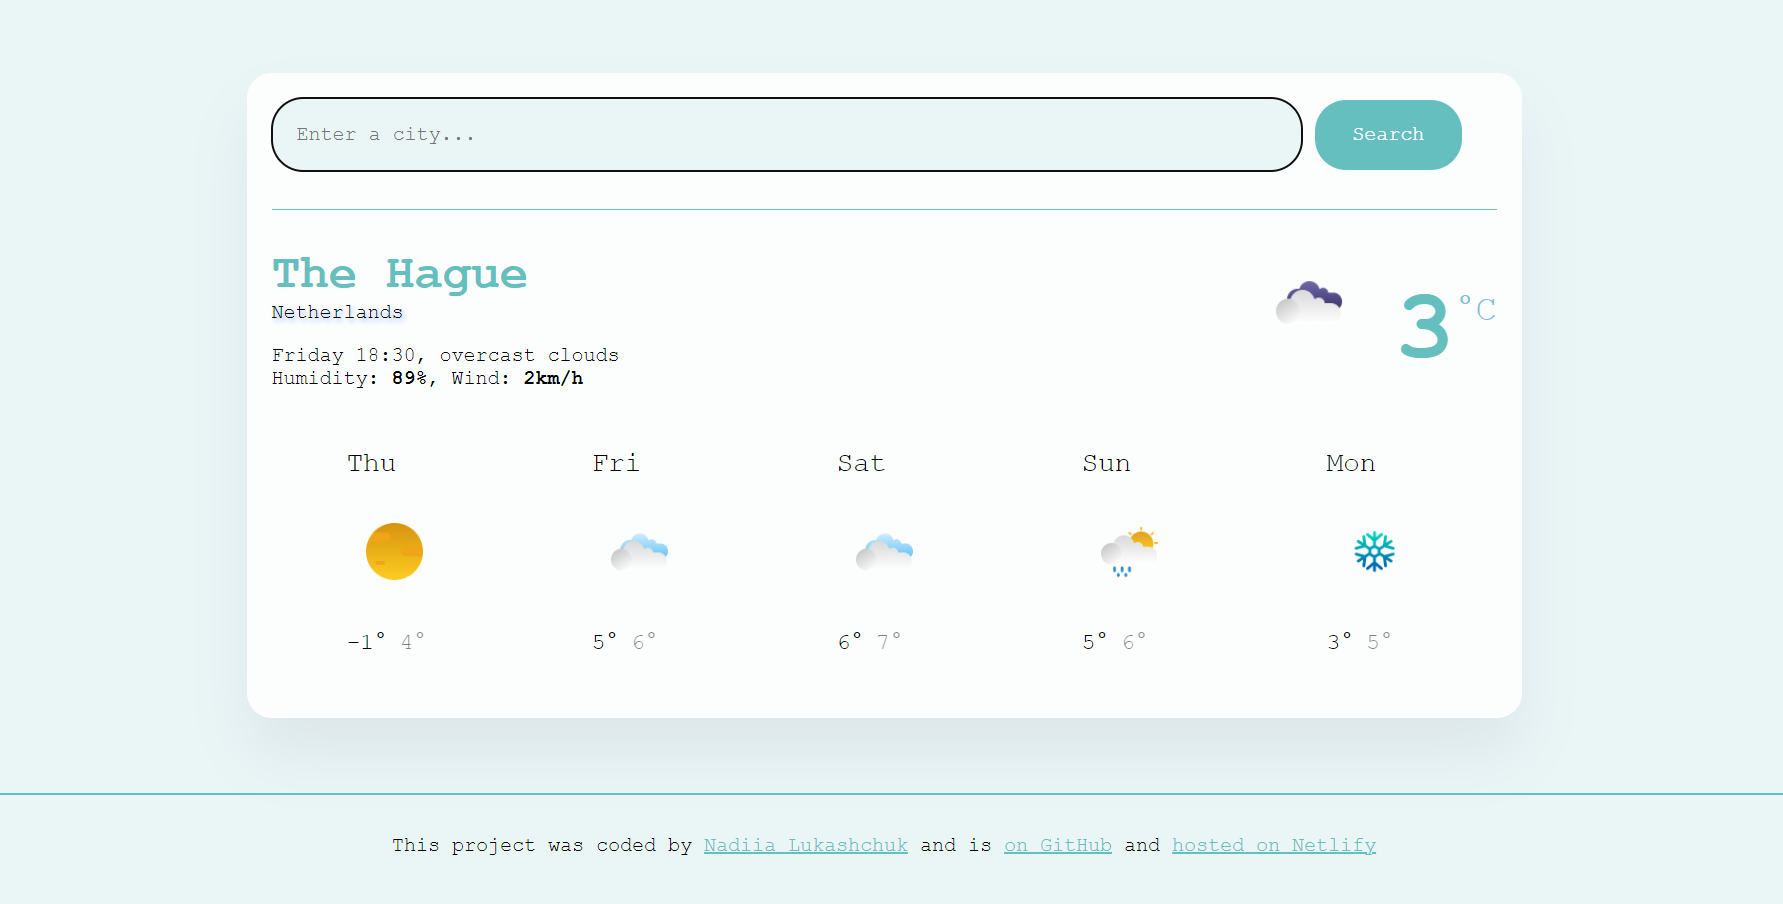 Enter a city...
Search
The Hague
Netherlands
Friday 18:30, overcast clouds
Humidity: 89%, Wind: 2km/h
3 °C
Thu Fri Sat Sun Mon
-1° 4° 5° 6° 6° 7° 5° 6° 3° 5°
This project was coded by Nadiia Lukashchuk and is on GitHub and hosted on Netlify